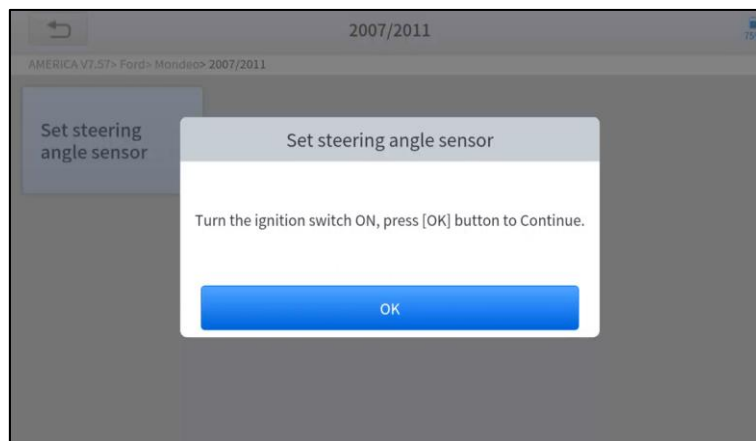 2007/2011
75%
AMERICA V7.57> Ford> Mondeo> 2007/2011
Set steering
angle sensor
Set steering angle sensor
Turn the ignition switch ON, press [OK] button to Continue.
OK